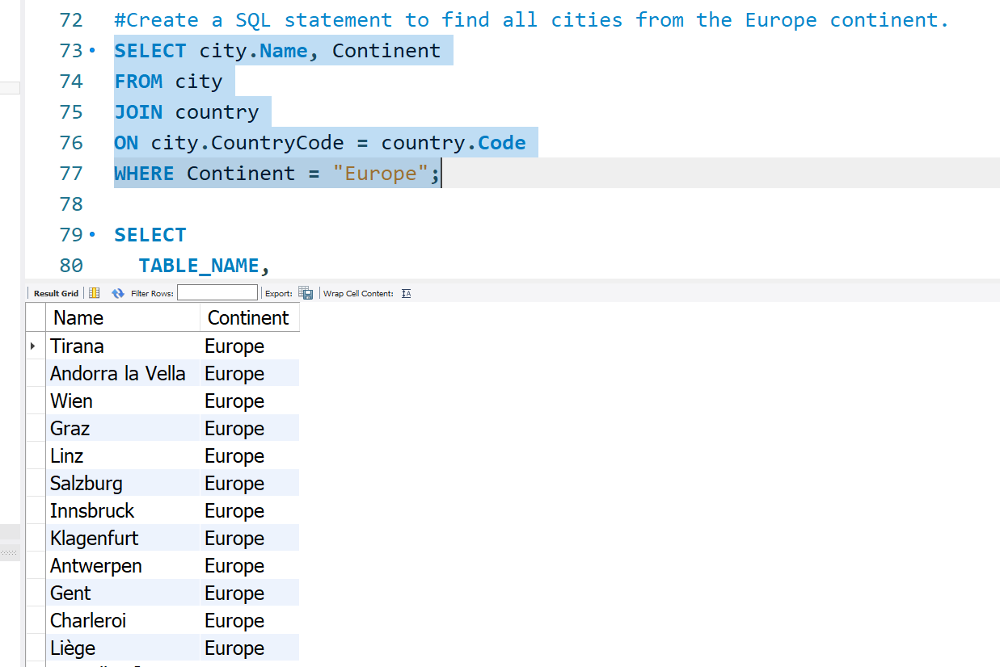 72 #Create a SQL statement to find all cities from the Europe continent.
73 SELECT city.Name, Continent
74 FROM city
75 JOIN country
76 ON city.CountryCode = country.Code
77 WHERE Continent = "Europe";
78
79 SELECT
80 TABLE_NAME,
Result Grid Filter Rows: Export: Wrap Cell Content: IA
Name Continent
Tirana Europe
Andorra la Vella Europe
Wien Europe
Graz Europe
Linz Europe
Salzburg Europe
Innsbruck Europe
Klagenfurt Europe
Antwerpen Europe
Gent Europe
Charleroi Europe
Liège Europe